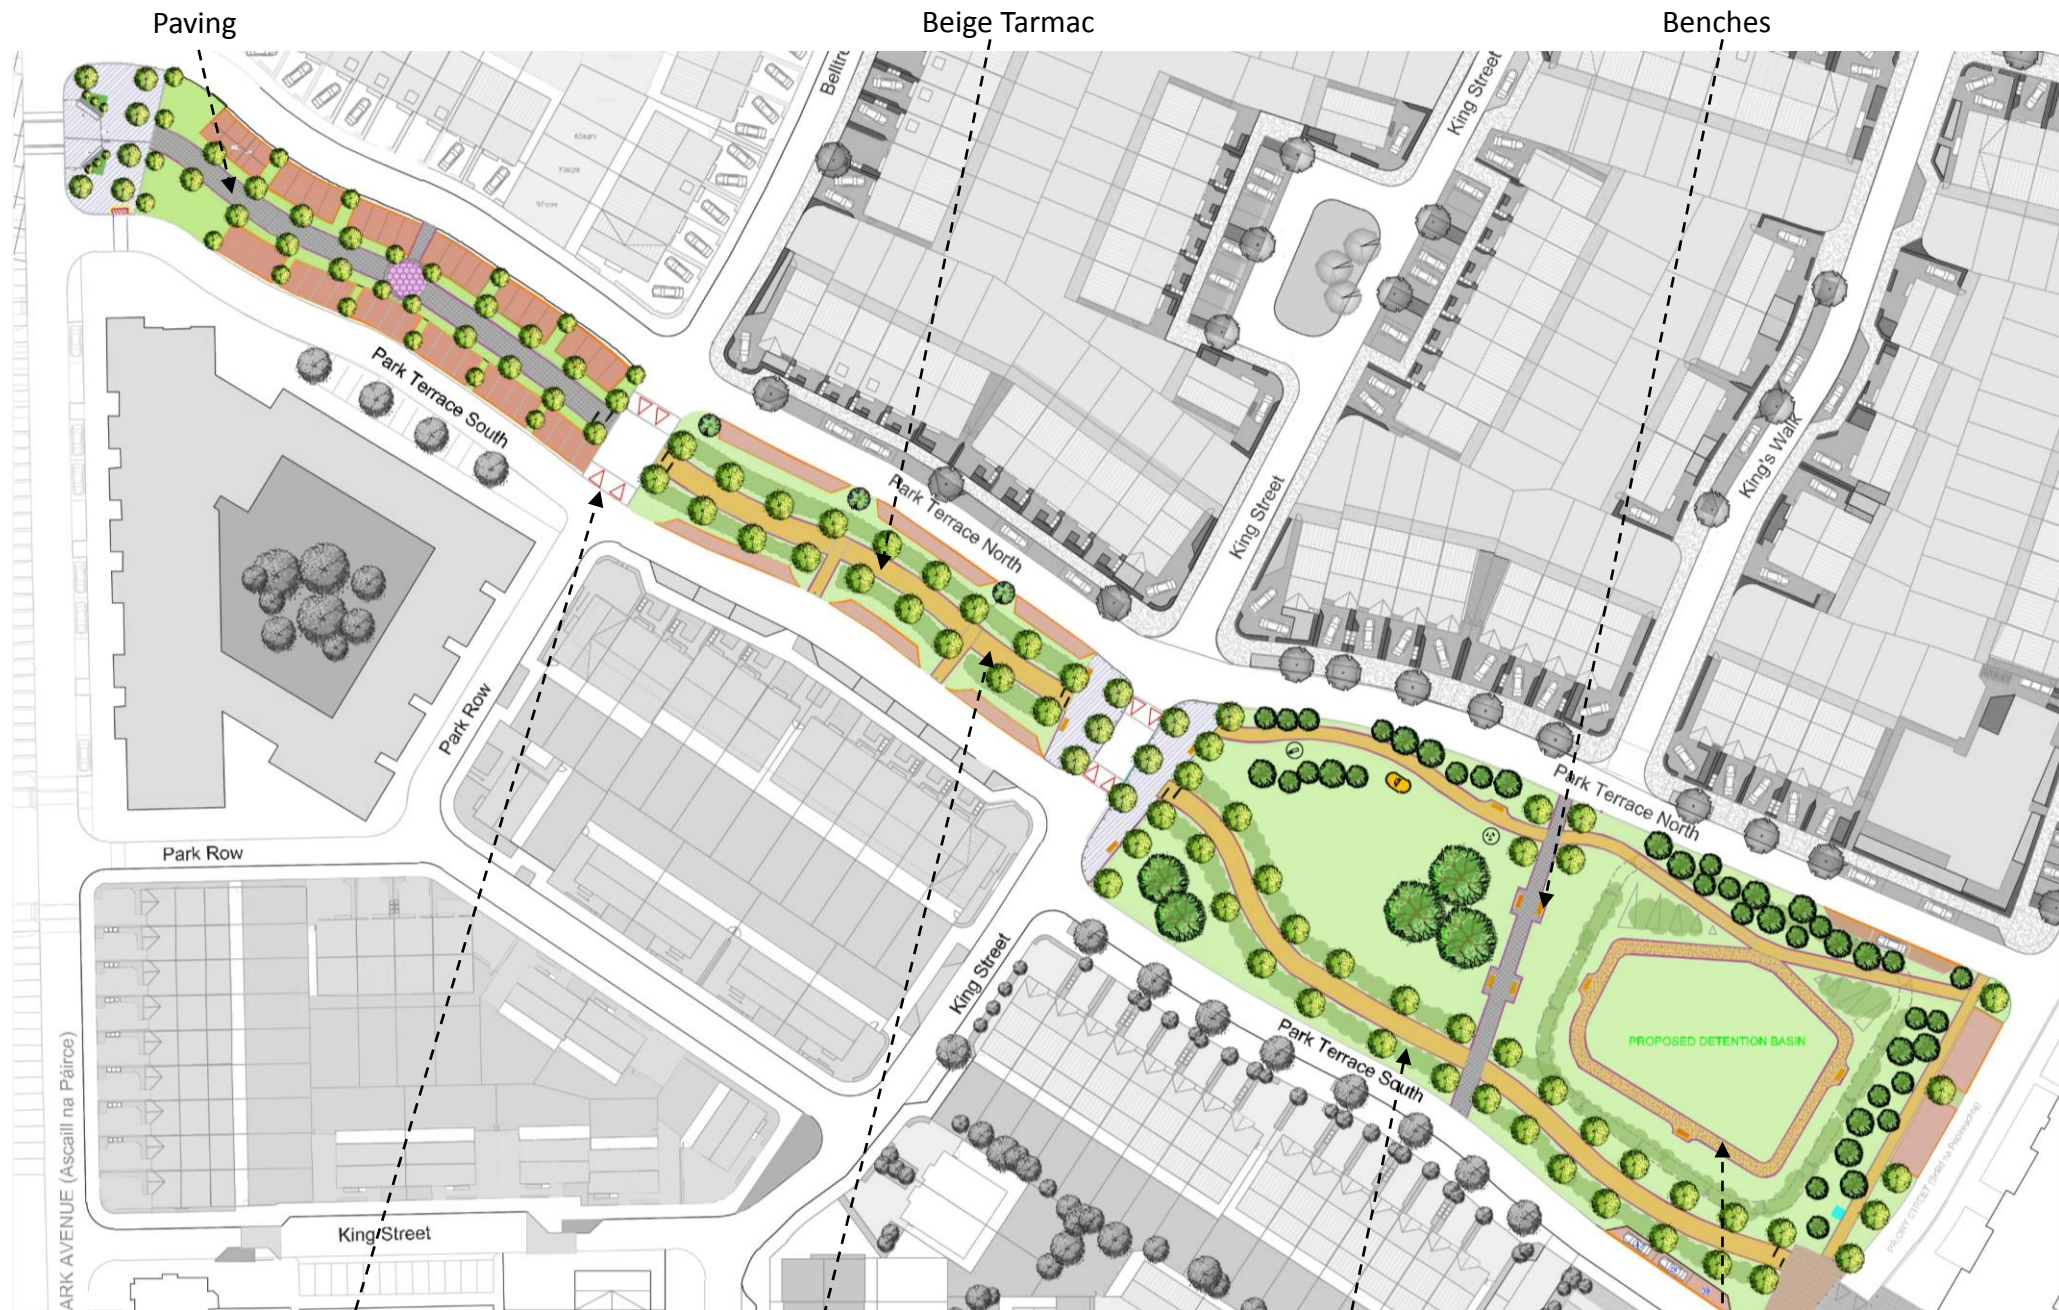 Paving
Beige Tarmac
Benches
King Street
Park Terrace South
Park Terrace North
King Street
King's Walk
Park Row
Park Terrace North
Park Row
King Street
Park Terrace South
PROPOSED DETENTION BASIN
ARK AVENUE (Ascaill na Páirce)
King Street